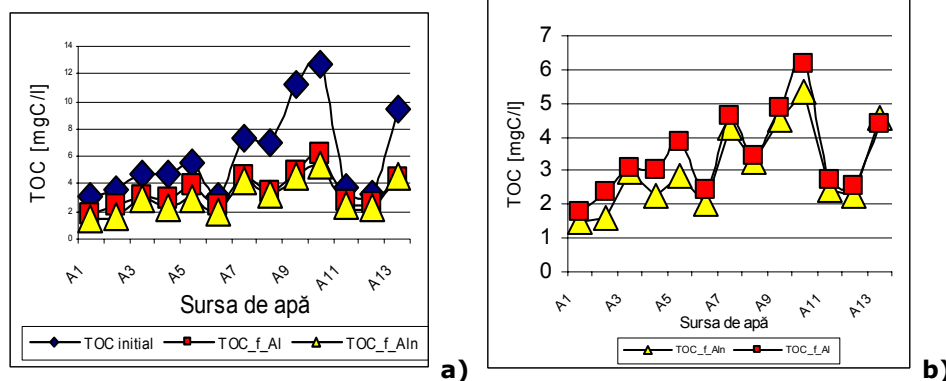 TOC [mgC/l]
14
12
10
8
6
4
2
0
A1 A3 A5 A7 A9 A11 A13
Sursa de apă
TOC initial TOC_f_Al TOC_f_Aln
a)
TOC [mgC/l]
7
6
5
4
3
2
1
0
A1 A3 A5 A7 A9 A11 A13
Sursa de apă
TOC_f_Aln TOC_f_Al
b)